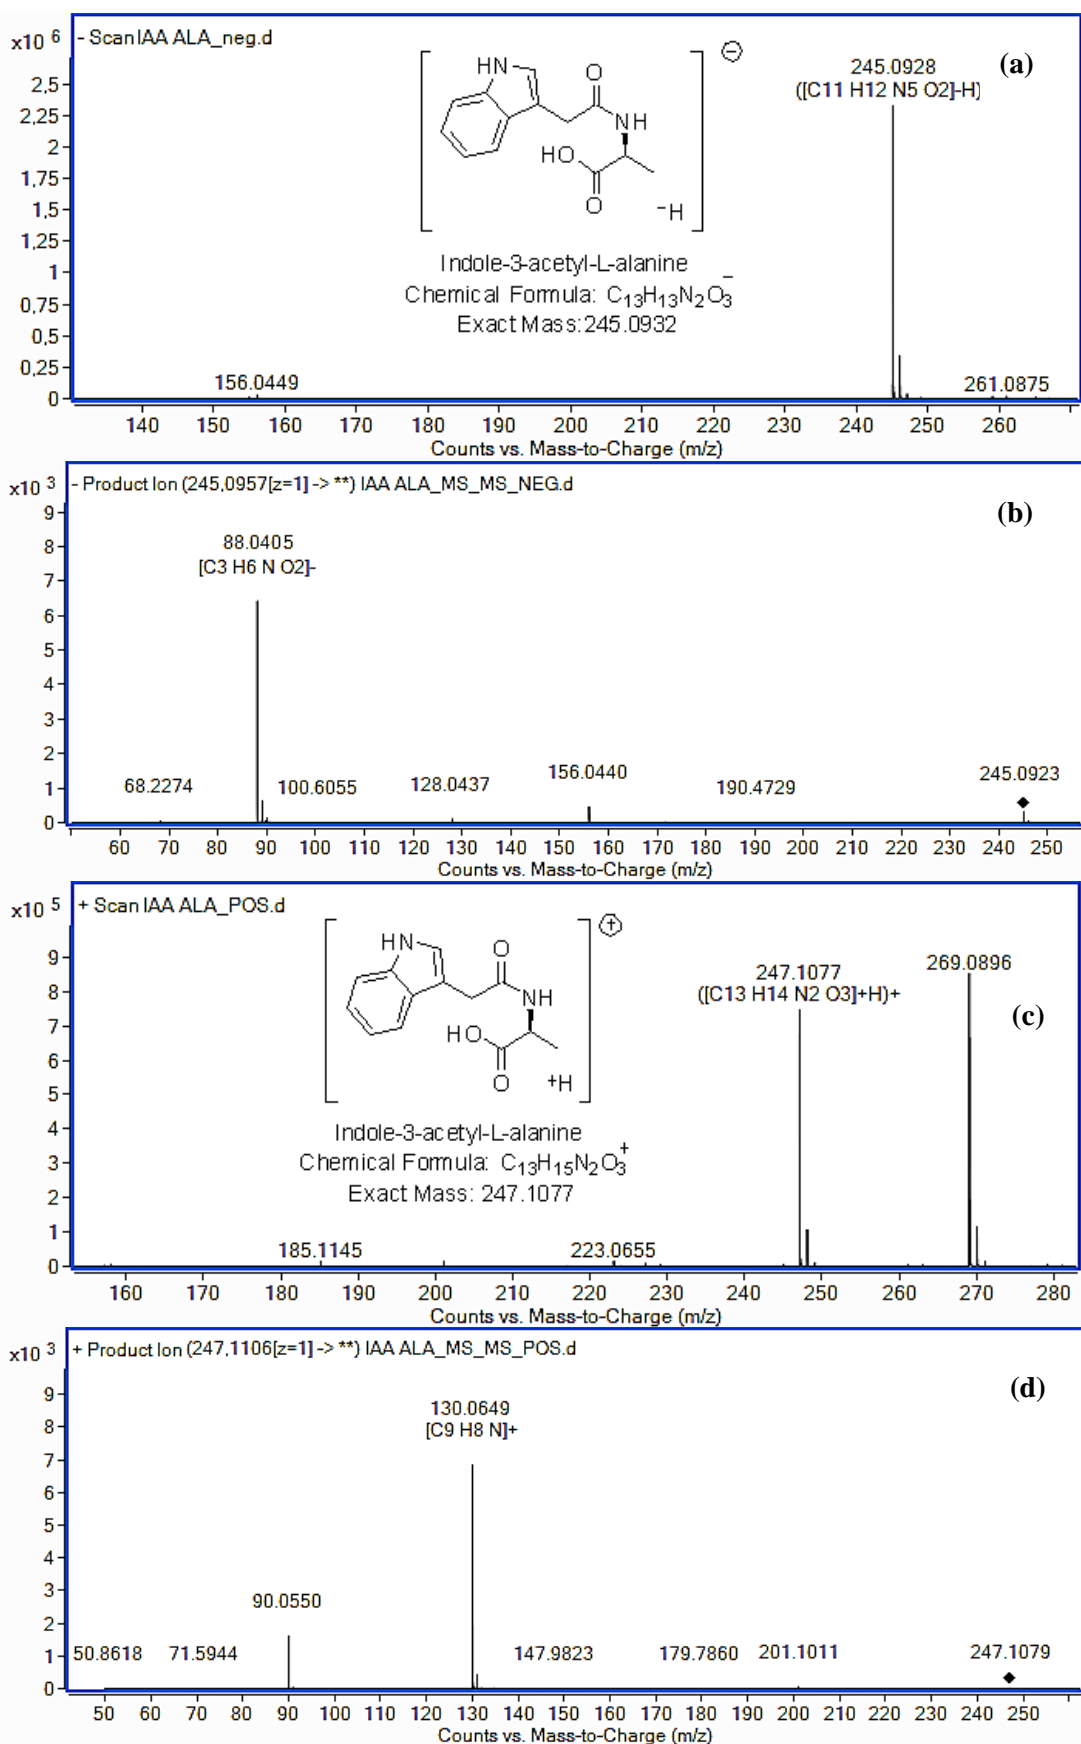 x10 6
- Scan IAA ALA_neg.d
(a)
245.0928
([C11 H12 N5 O2]-H)
2,5
2,25
2
1,75
1,5
1,25
1
0,75
0,5
0,25
0
HN
O
NH
HO
O
−H
−
Indole-3-acetyl-L-alanine
Chemical Formula: C13H13N2O3−
Exact Mass:245.0932
156.0449
261.0875
140 150 160 170 180 190 200 210 220 230 240 250 260
Counts vs. Mass-to-Charge (m/z)
x10 3
- Product Ion (245,0957[z=1] -> **) IAA ALA_MS_MS_NEG.d
(b)
88.0405
[C3 H6 N O2]-
9
8
7
6
5
4
3
2
1
0
68.2274 100.6055 128.0437 156.0440 190.4729 245.0923
60 70 80 90 100 110 120 130 140 150 160 170 180 190 200 210 220 230 240 250
Counts vs. Mass-to-Charge (m/z)
x10 5
+ Scan IAA ALA_POS.d
(c)
247.1077
([C13 H14 N2 O3]+H)+
269.0896
9
8
7
6
5
4
3
2
1
0
HN
O
NH
HO
O
+H
+
Indole-3-acetyl-L-alanine
Chemical Formula: C13H15N2O3+
Exact Mass: 247.1077
185.1145
223.0655
160 170 180 190 200 210 220 230 240 250 260 270 280
Counts vs. Mass-to-Charge (m/z)
x10 3
+ Product Ion (247,1106[z=1] -> **) IAA ALA_MS_MS_POS.d
(d)
130.0649
[C9 H8 N]+
9
8
7
6
5
4
3
2
1
0
90.0550
50.8618 71.5944 147.9823 179.7860 201.1011 247.1079
50 60 70 80 90 100 110 120 130 140 150 160 170 180 190 200 210 220 230 240 250
Counts vs. Mass-to-Charge (m/z)